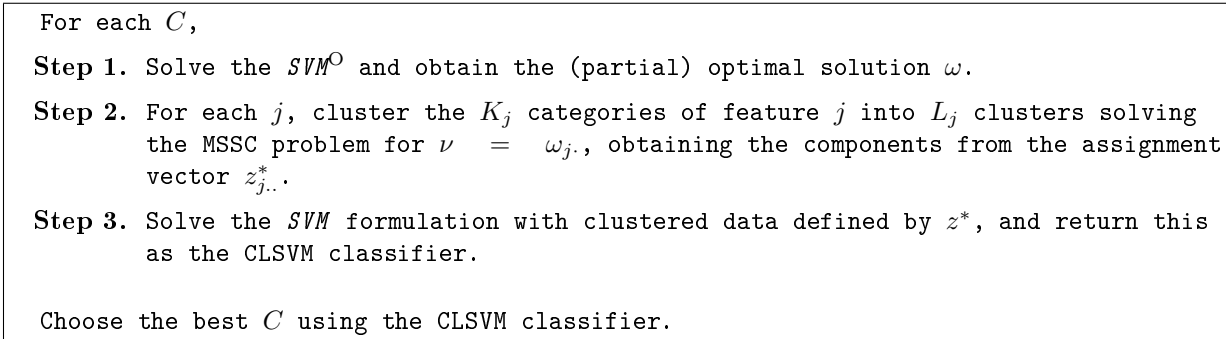 For each C,
Step 1. Solve the SVM^O and obtain the (partial) optimal solution ω.
Step 2. For each j, cluster the K_j categories of feature j into L_j clusters solving
the MSSC problem for ν = ω_{j·}, obtaining the components from the assignment
vector z*_{j··}.
Step 3. Solve the SVM formulation with clustered data defined by z*, and return this
as the CLSVM classifier.
Choose the best C using the CLSVM classifier.